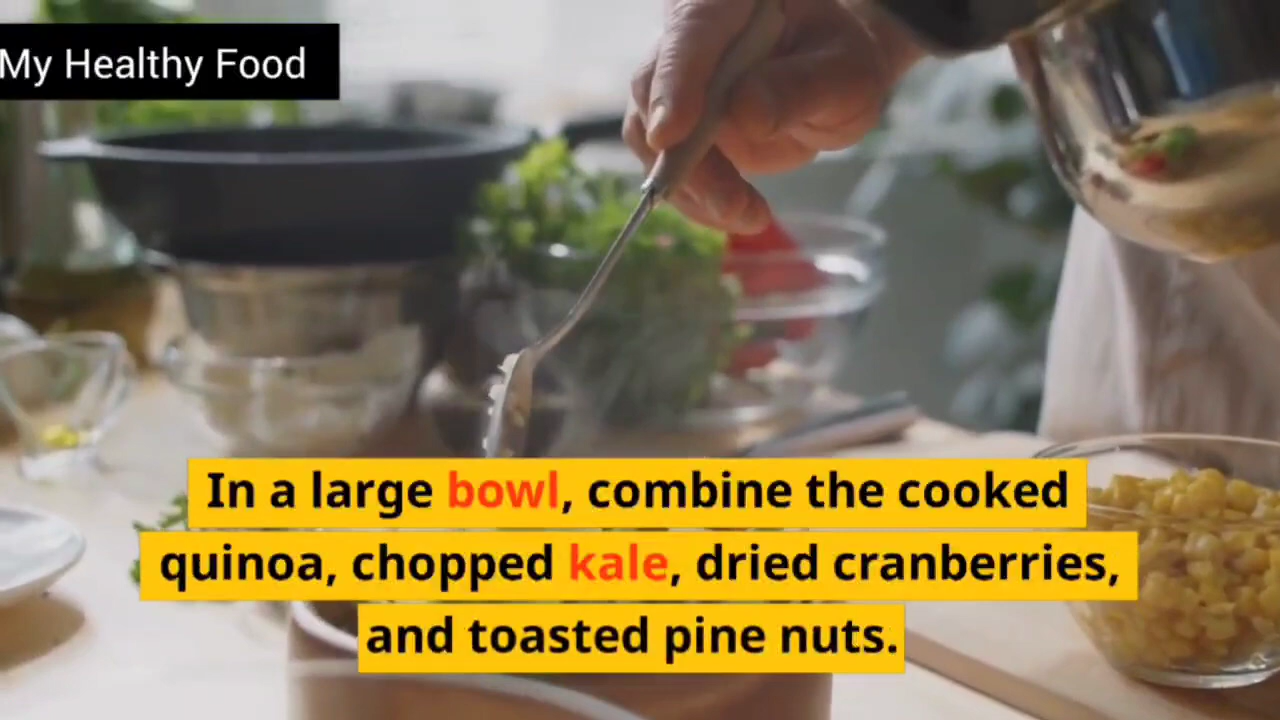 My Healthy Food
In a large bowl, combine the cooked
quinoa, chopped kale, dried cranberries,
and toasted pine nuts.